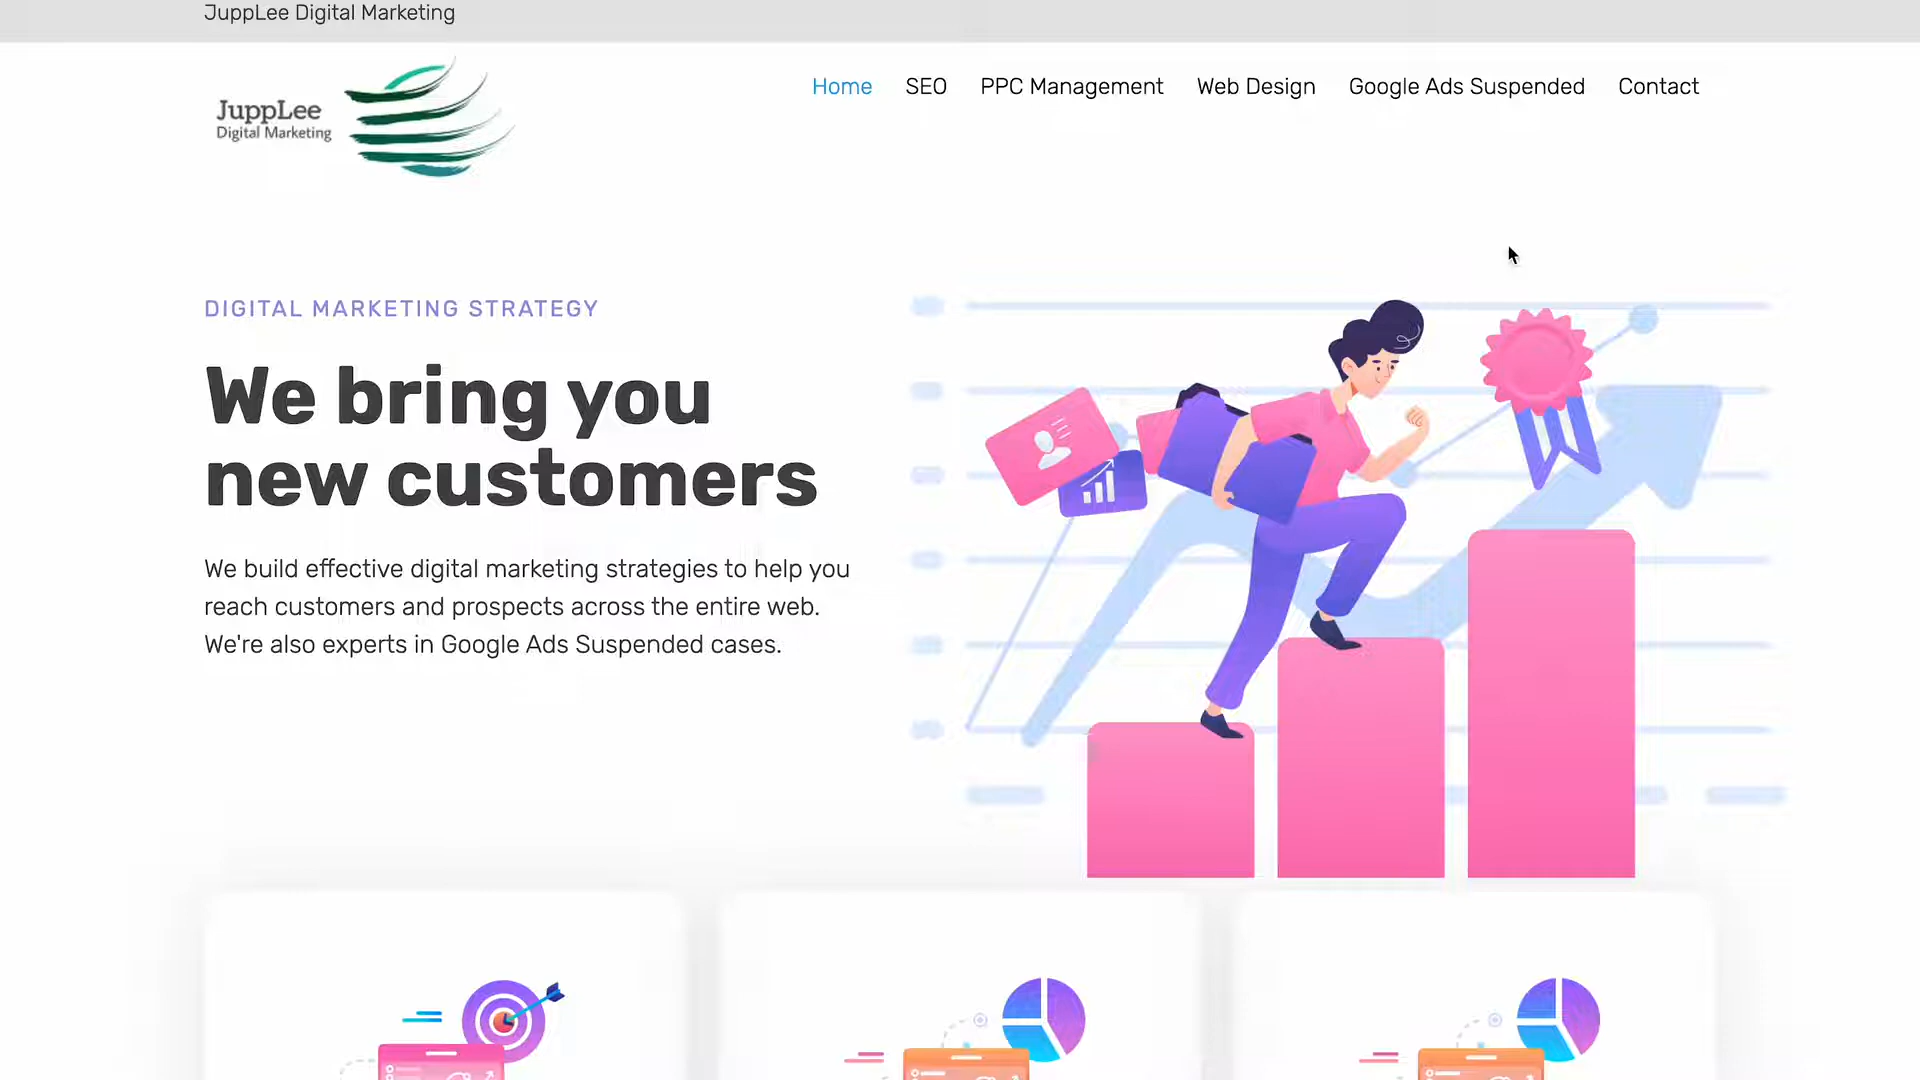 JuppLee Digital Marketing
JuppLee
Digital Marketing
Home SEO PPC Management Web Design Google Ads Suspended Contact
DIGITAL MARKETING STRATEGY
We bring you
new customers
We build effective digital marketing strategies to help you
reach customers and prospects across the entire web.
We're also experts in Google Ads Suspended cases.